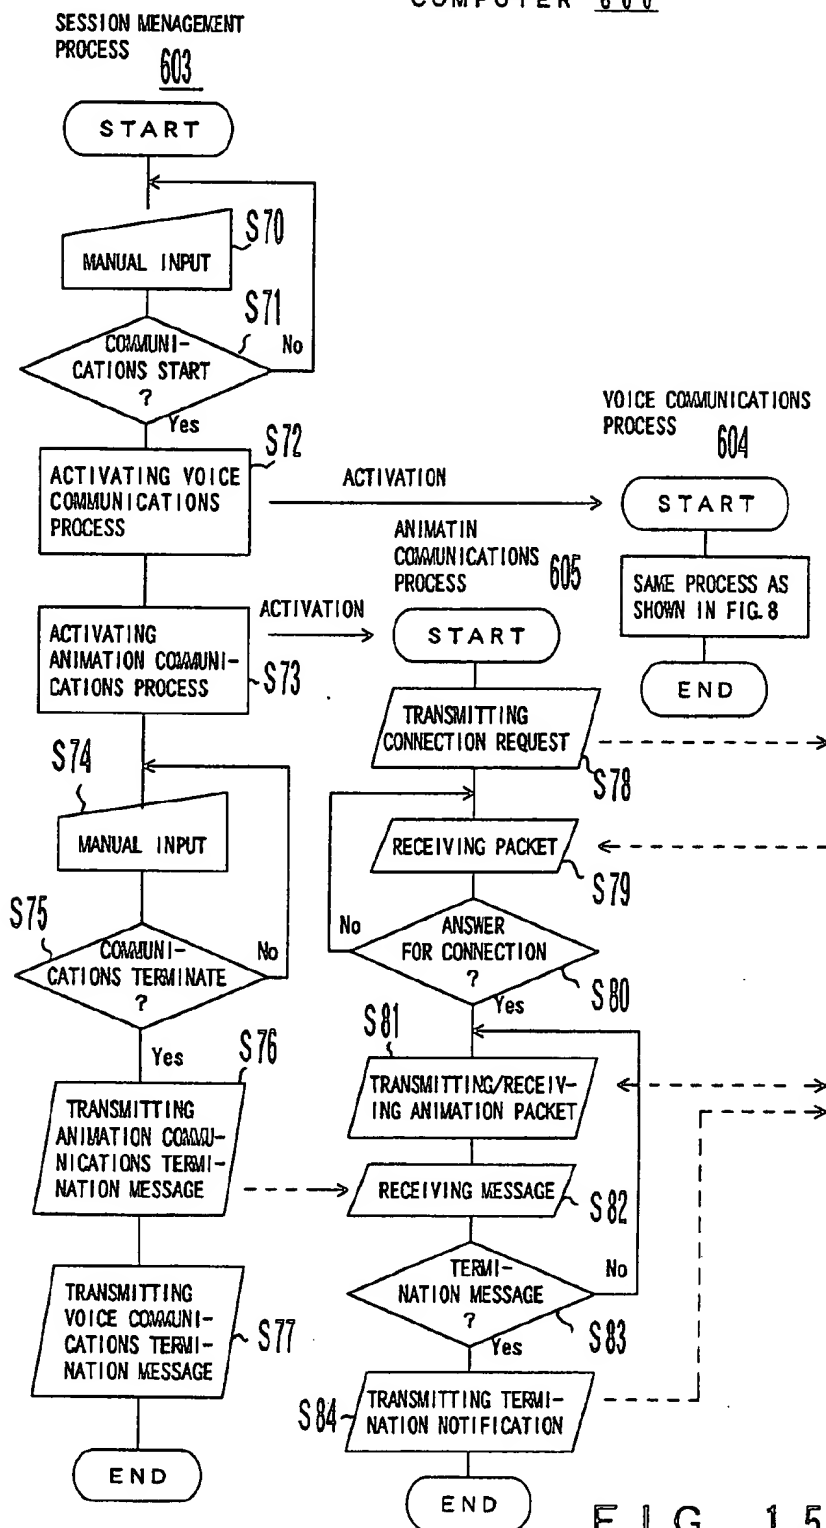 COMPUTER 600
SESSION MENAGEMENT
PROCESS
603
START
S70
MANUAL INPUT
S71
COMMUNI-
CATIONS START
?
No
Yes
S72
ACTIVATING VOICE
COMMUNICATIONS
PROCESS
ACTIVATION
VOICE COMMUNICATIONS
PROCESS
604
START
SAME PROCESS AS
SHOWN IN FIG.8
END
ACTIVATING
ANIMATION COMMUNI-
CATIONS PROCESS
S73
ACTIVATION
ANIMATIN
COMMUNICATIONS
PROCESS
605
START
TRANSMITTING
CONNECTION REQUEST
S78
RECEIVING PACKET
S79
No
ANSWER
FOR CONNECTION
?
S80
Yes
S74
MANUAL INPUT
S75
COMMUNI-
CATIONS TERMINATE
?
No
Yes
S76
TRANSMITTING
ANIMATION COMMU-
NICATIONS TERMI-
NATION MESSAGE
TRANSMITTING
VOICE COMMUNI-
CATIONS TERMI-
NATION MESSAGE
S77
END
S81
TRANSMITTING/RECEIV-
ING ANIMATION PACKET
RECEIVING MESSAGE
S82
TERMI-
NATION MESSAGE
?
No
S83
Yes
S84
TRANSMITTING TERMI-
NATION NOTIFICATION
END
FIG. 15